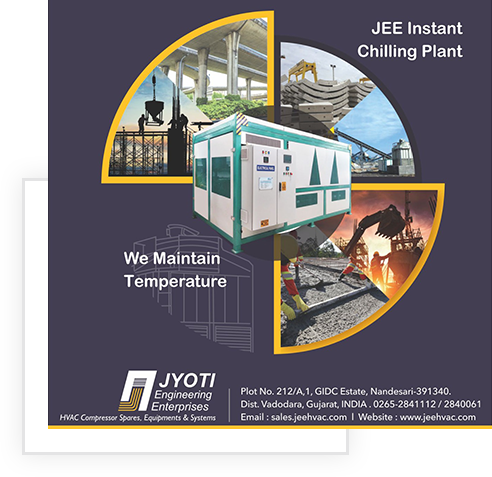 JEE Instant
Chilling Plant
We Maintain
Temperature
JYOTI
Engineering
Enterprises
HVAC Compressor Spares, Equipments & Systems
Plot No. 212/A,1, GIDC Estate, Nandesari-391340.
Dist. Vadodara, Gujarat, INDIA . 0265-2841112 / 2840061
Email : sales.jeehvac.com I Website : www.jeehvac.com